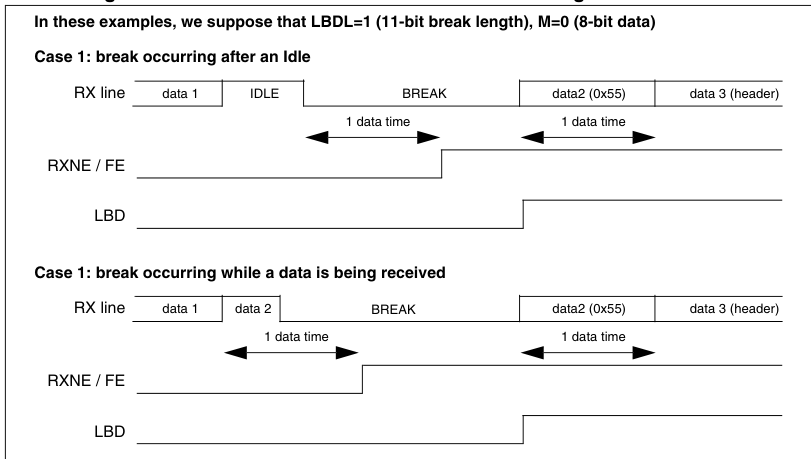 In these examples, we suppose that LBDL=1 (11-bit break length), M=0 (8-bit data)
Case 1: break occurring after an Idle
RX line data 1 IDLE BREAK data2 (0x55) data 3 (header)
1 data time 1 data time
RXNE / FE
LBD
Case 1: break occurring while a data is being received
RX line data 1 data 2 BREAK data2 (0x55) data 3 (header)
1 data time 1 data time
RXNE / FE
LBD